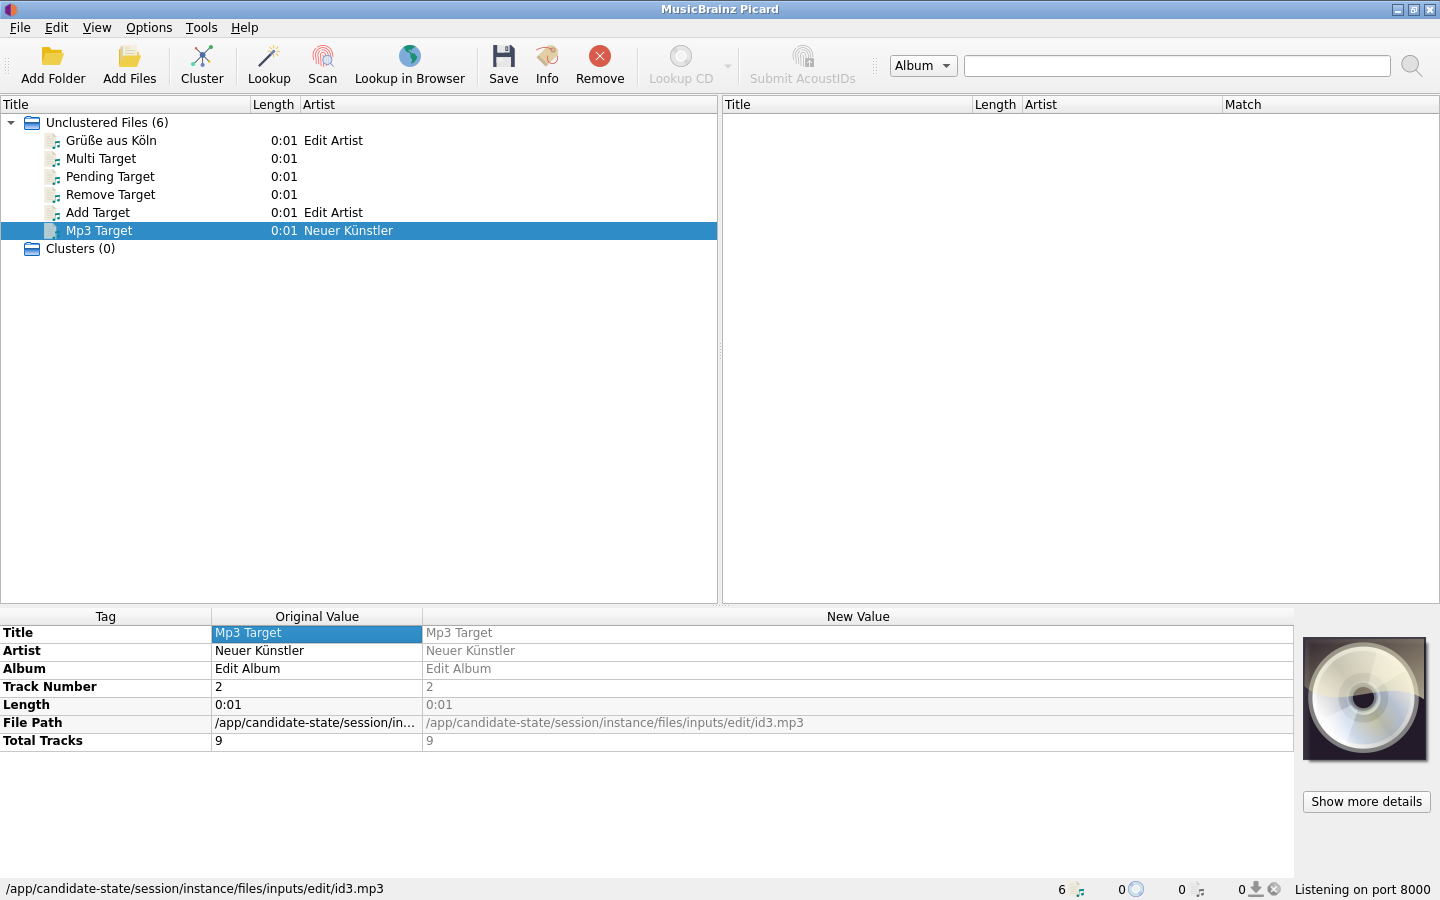 MusicBrainz Picard
File Edit View Options Tools Help
Add Folder Add Files Cluster Lookup Scan Lookup in Browser Save Info Remove Lookup CD Submit AcoustIDs Album
Title Length Artist
Unclustered Files (6)
Grüße aus Köln 0:01 Edit Artist
Multi Target 0:01
Pending Target 0:01
Remove Target 0:01
Add Target 0:01 Edit Artist
Mp3 Target 0:01 Neuer Künstler
Clusters (0)
Title Length Artist Match
Tag Original Value New Value
Title Mp3 Target Mp3 Target
Artist Neuer Künstler Neuer Künstler
Album Edit Album Edit Album
Track Number 2 2
Length 0:01 0:01
File Path /app/candidate-state/session/in... /app/candidate-state/session/instance/files/inputs/edit/id3.mp3
Total Tracks 9 9
Show more details
/app/candidate-state/session/instance/files/inputs/edit/id3.mp3 6 0 0 0 Listening on port 8000